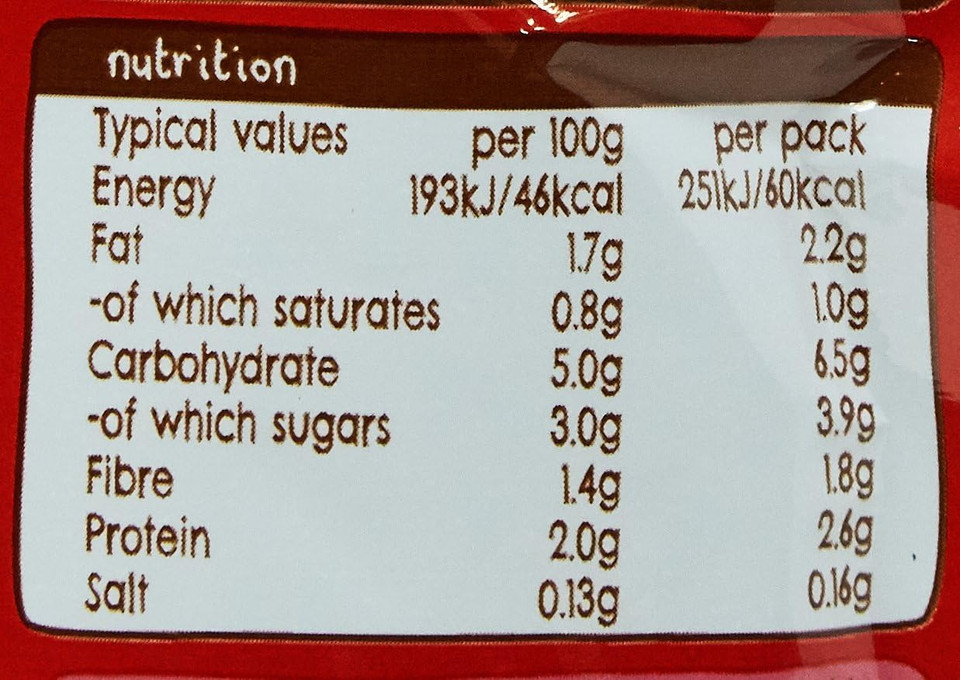 nutrition
Typical values per 100g per pack
Energy 193kJ/46kcal 251kJ/60kcal
Fat 1.7g 2.2g
-of which saturates 0.8g 1.0g
Carbohydrate 5.0g 6.5g
-of which sugars 3.0g 3.9g
Fibre 1.4g 1.8g
Protein 2.0g 2.6g
Salt 0.13g 0.16g